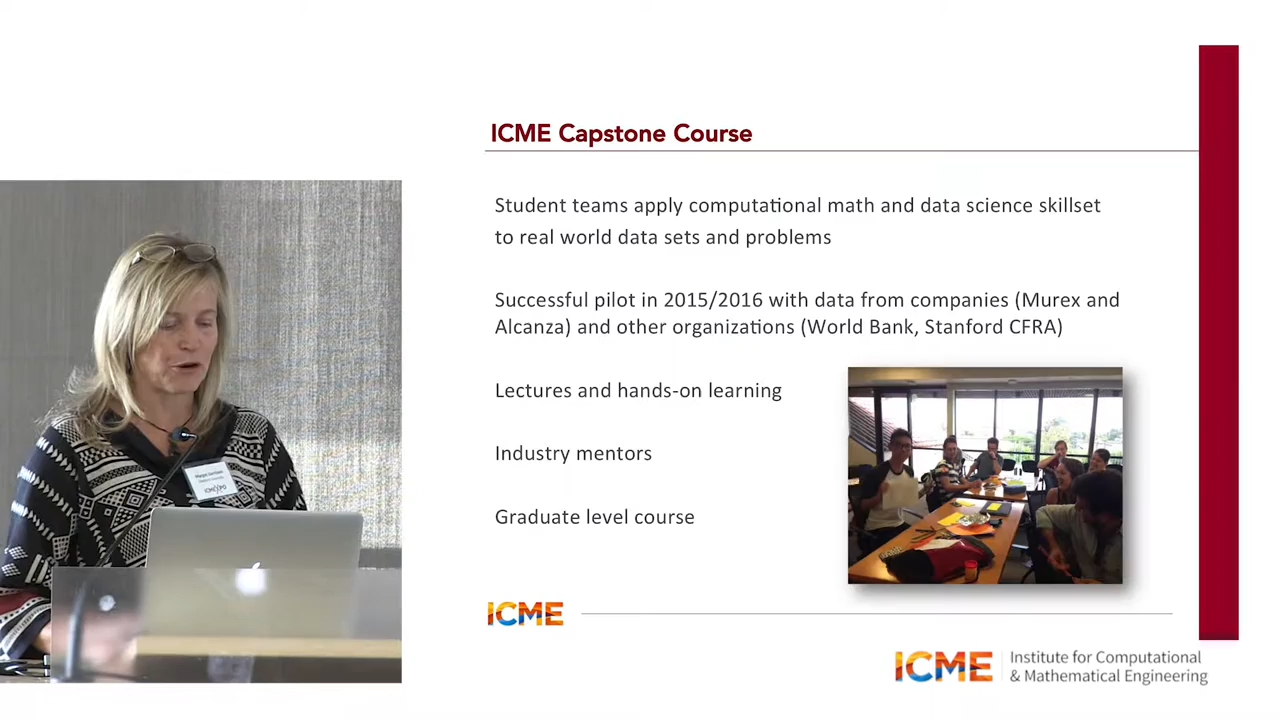 ICME Capstone Course
Student teams apply computational math and data science skillset
to real world data sets and problems
Successful pilot in 2015/2016 with data from companies (Murex and
Alcanza) and other organizations (World Bank, Stanford CFRA)
Lectures and hands-on learning
Industry mentors
Graduate level course
ICME
ICME
Institute for Computational
& Mathematical Engineering